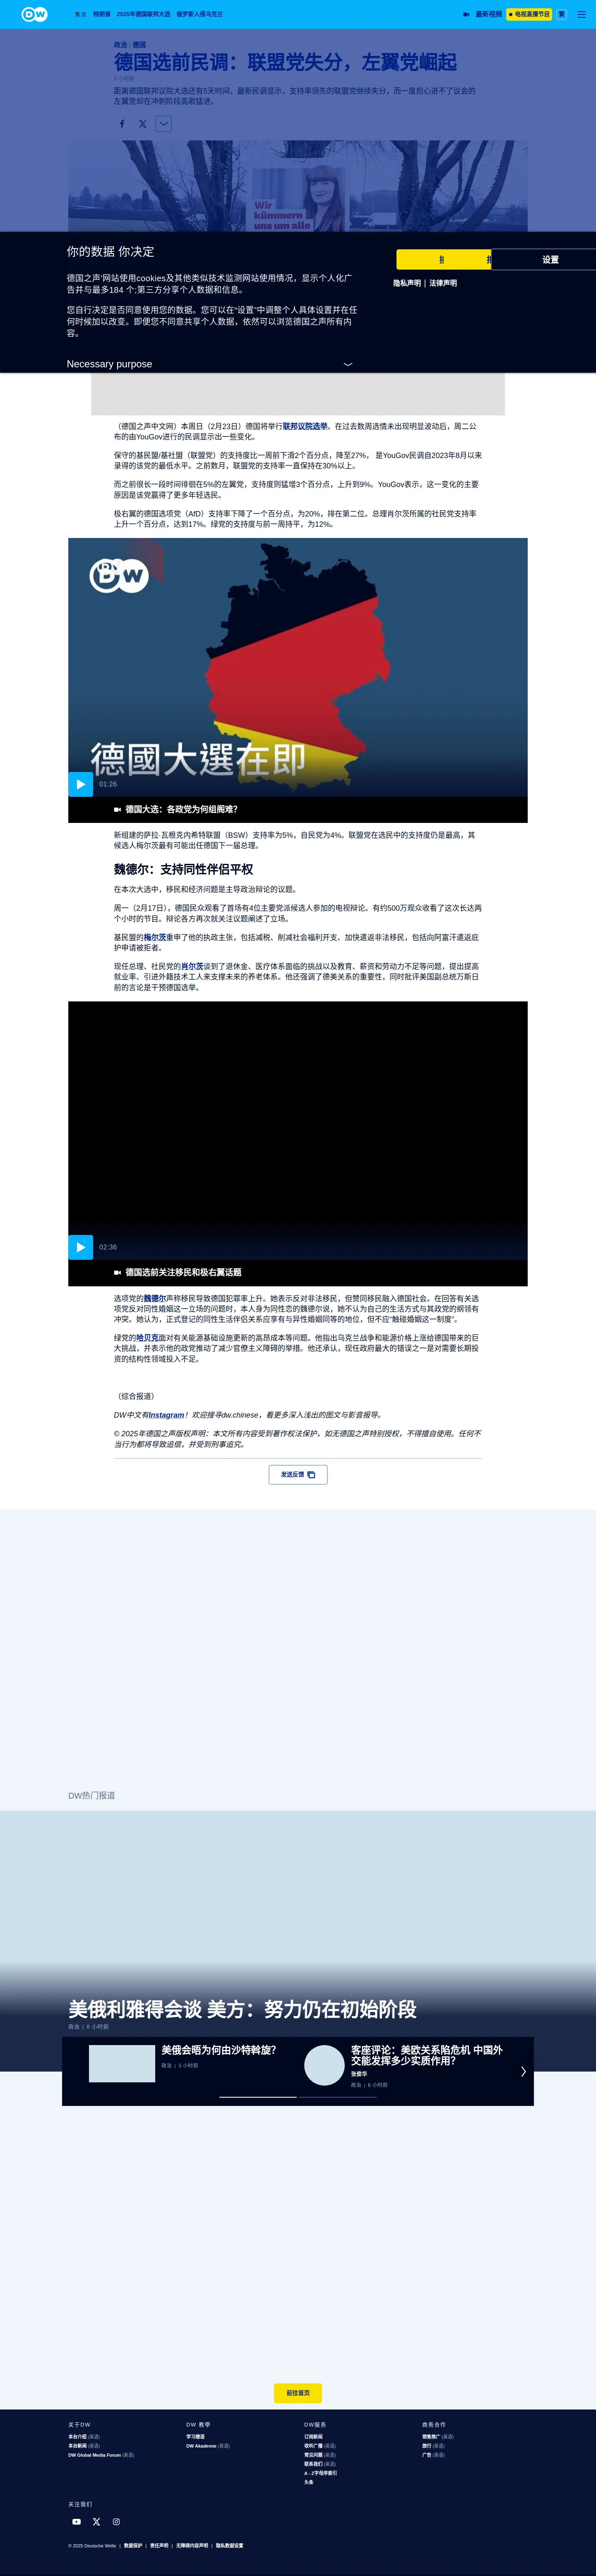 DW
焦点 特朗普 2025年德国联邦大选 俄罗斯入侵乌克兰
最新视频 电视直播节目 繁
政治 | 德国
德国选前民调：联盟党失分，左翼党崛起
距离德国联邦议院大选还有5天时间，最新民调显示，支持率领先的联盟党继续失分，而一度担心进不了议会的
左翼党却在冲刺阶段高歌猛进。
Wir
kümmern
uns um alle
你的数据 你决定
德国之声'网站使用cookies及其他类似技术监测网站使用情况，显示个人化广
告并与最多184 个;第三方分享个人数据和信息。
您自行决定是否同意使用您的数据。您可以在“设置”中调整个人具体设置并在任
何时候加以改变。即便您不同意共享个人数据，依然可以浏览德国之声所有内
容。
Necessary purpose
设置
隐私声明 | 法律声明
（德国之声中文网）本周日（2月23日）德国将举行联邦议院选举。在过去数周选情未出现明显波动后，周二公
布的由YouGov进行的民调显示出一些变化。
保守的基民盟/基社盟（联盟党）的支持度比一周前下滑2个百分点，降至27%， 是YouGov民调自2023年8月以来
录得的该党的最低水平。之前数月，联盟党的支持率一直保持在30%以上。
而之前很长一段时间徘徊在5%的左翼党，支持度则猛增3个百分点，上升到9%。YouGov表示，这一变化的主要
原因是该党赢得了更多年轻选民。
极右翼的德国选项党（AfD）支持率下降了一个百分点，为20%，排在第二位。总理肖尔茨所属的社民党支持率
上升一个百分点，达到17%。绿党的支持度与前一周持平，为12%。
DW
德國大選在即
01:26
德国大选：各政党为何组阁难？
新组建的萨拉·瓦根克内希特联盟（BSW）支持率为5%，自民党为4%。联盟党在选民中的支持度仍是最高，其
候选人梅尔茨最有可能出任德国下一届总理。
魏德尔：支持同性伴侣平权
在本次大选中，移民和经济问题是主导政治辩论的议题。
周一（2月17日），德国民众观看了首场有4位主要党派候选人参加的电视辩论。有约500万观众收看了这次长达两
个小时的节目。辩论各方再次就关注议题阐述了立场。
基民盟的梅尔茨重申了他的执政主张，包括减税、削减社会福利开支、加快遣返非法移民，包括向阿富汗遣返庇
护申请被拒者。
现任总理、社民党的肖尔茨谈到了退休金、医疗体系面临的挑战以及教育、薪资和劳动力不足等问题，提出提高
就业率、引进外籍技术工人来支撑未来的养老体系。他还强调了德美关系的重要性，同时批评美国副总统万斯日
前的言论是干预德国选举。
02:36
德国选前关注移民和极右翼话题
选项党的魏德尔声称移民导致德国犯罪率上升。她表示反对非法移民，但赞同移民融入德国社会。在回答有关选
项党反对同性婚姻这一立场的问题时，本人身为同性恋的魏德尔说，她不认为自己的生活方式与其政党的纲领有
冲突。她认为，正式登记的同性生活伴侣关系应享有与异性婚姻同等的地位，但不应“触碰婚姻这一制度”。
绿党的哈贝克面对有关能源基础设施更新的高昂成本等问题。他指出乌克兰战争和能源价格上涨给德国带来的巨
大挑战，并表示他的政党推动了减少官僚主义障碍的举措。他还承认，现任政府最大的错误之一是对需要长期投
资的结构性领域投入不足。
（综合报道）
DW中文有Instagram！欢迎搜寻dw.chinese，看更多深入浅出的图文与影音报导。
© 2025年德国之声版权声明：本文所有内容受到著作权法保护，如无德国之声特别授权，不得擅自使用。任何不
当行为都将导致追偿，并受到刑事追究。
发送反馈
DW热门报道
美俄利雅得会谈 美方：努力仍在初始阶段
政治 | 8 小时前
美俄会晤为何由沙特斡旋？
政治 | 3 小时前
客座评论：美欧关系陷危机 中国外
交能发挥多少实质作用？
张俊华
政治 | 6 小时前
前往首页
关于DW DW 教學 DW服务 商务合作
本台介绍 (英语) 学习德语 订阅新闻 销售推广 (英语)
本台新闻 (英语) DW Akademie (英语) 收听广播 (英语) 旅行 (英语)
DW Global Media Forum (英语) 常见问题 (英语) 广告 (英语)
联系我们 (英语)
A - Z字母序索引
头条
关注我们
© 2025 Deutsche Welle | 数据保护 | 责任声明 | 无障碍内容声明 | 隐私数据设置